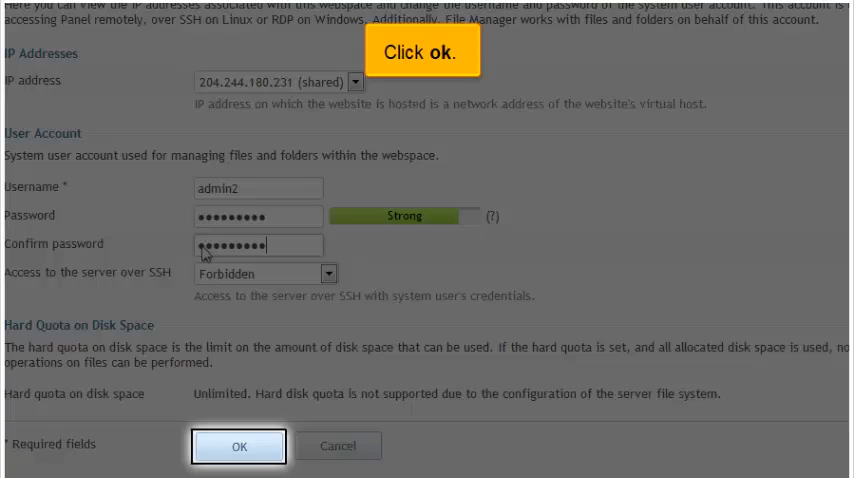 Here you can view the IP addresses associated with this webspace and change the username and password of the system user account. This account is
accessing Panel remotely, over SSH on Linux or RDP on Windows. Additionally, File Manager works with files and folders on behalf of this account.
Click ok.
IP Addresses
IP address
204.244.180.231 (shared)
IP address on which the website is hosted is a network address of the website's virtual host.
User Account
System user account used for managing files and folders within the webspace.
Username *
admin2
Password
●●●●●●●●●
Strong
(?)
Confirm password
●●●●●●●●●
Access to the server over SSH
Forbidden
Access to the server over SSH with system user's credentials.
Hard Quota on Disk Space
The hard quota on disk space is the limit on the amount of disk space that can be used. If the hard quota is set, and all allocated disk space is used, no
operations on files can be performed.
Hard quota on disk space
Unlimited. Hard disk quota is not supported due to the configuration of the server file system.
* Required fields
OK
Cancel